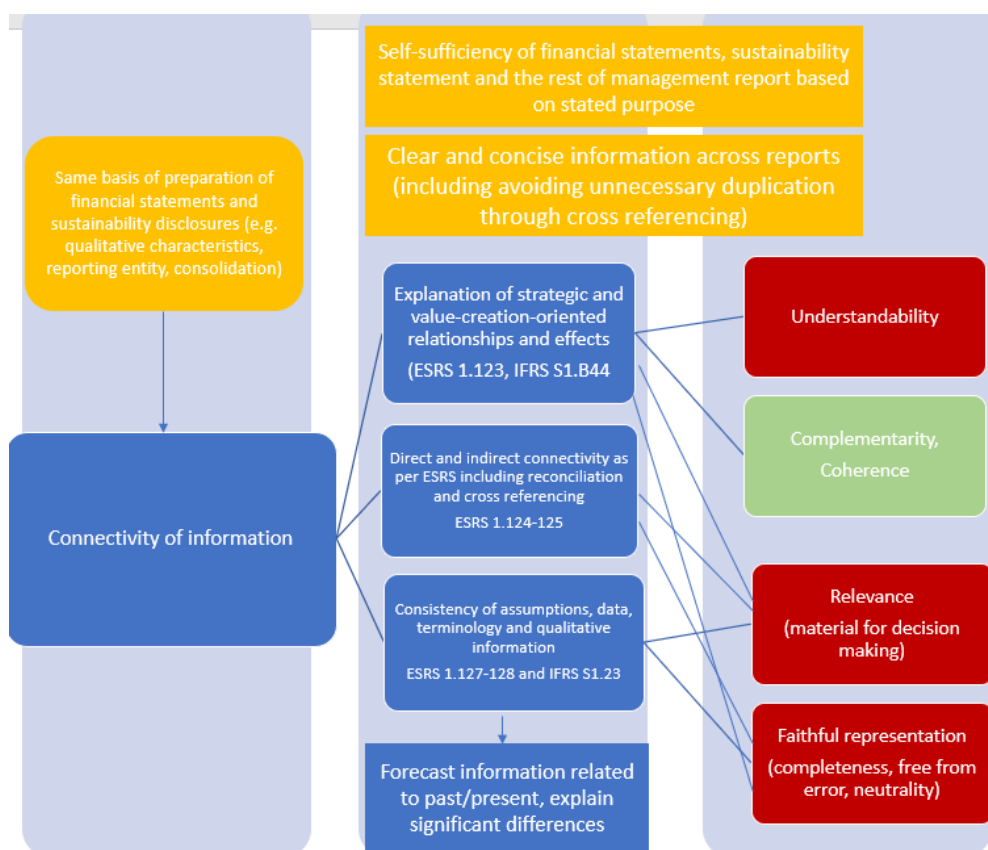 Self-sufficiency of financial statements, sustainability
statement and the rest of management report based
on stated purpose
Clear and concise information across reports
(including avoiding unnecessary duplication
through cross referencing)
Same basis of preparation of
financial statements and
sustainability disclosures (e.g.
qualitative characteristics,
reporting entity, consolidation)
Connectivity of information
Explanation of strategic and
value-creation-oriented
relationships and effects
(ESRS 1.123, IFRS S1.B44
Direct and indirect connectivity as
per ESRS including reconciliation
and cross referencing
ESRS 1.124-125
Consistency of assumptions, data,
terminology and qualitative
information
ESRS 1.127-128 and IFRS S1.23
Forecast information related
to past/present, explain
significant differences
Understandability
Complementarity,
Coherence
Relevance
(material for decision
making)
Faithful representation
(completeness, free from
error, neutrality)